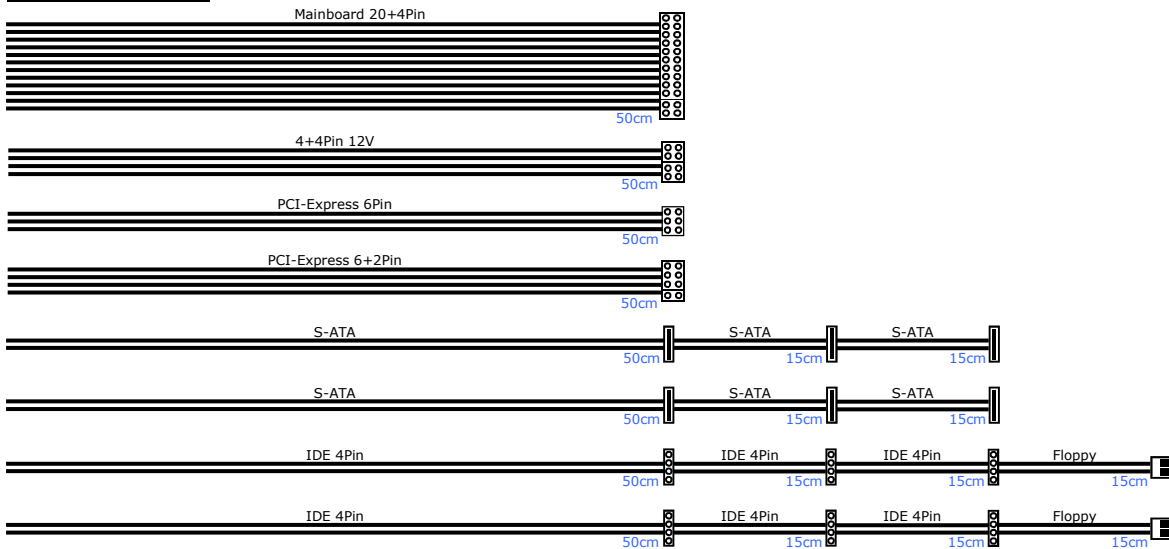 Mainboard 20+4Pin
50cm
4+4Pin 12V
50cm
PCI-Express 6Pin
50cm
PCI-Express 6+2Pin
50cm
S-ATA S-ATA S-ATA
50cm 15cm 15cm
S-ATA S-ATA S-ATA
50cm 15cm 15cm
IDE 4Pin IDE 4Pin IDE 4Pin Floppy
50cm 15cm 15cm 15cm
IDE 4Pin IDE 4Pin IDE 4Pin Floppy
50cm 15cm 15cm 15cm